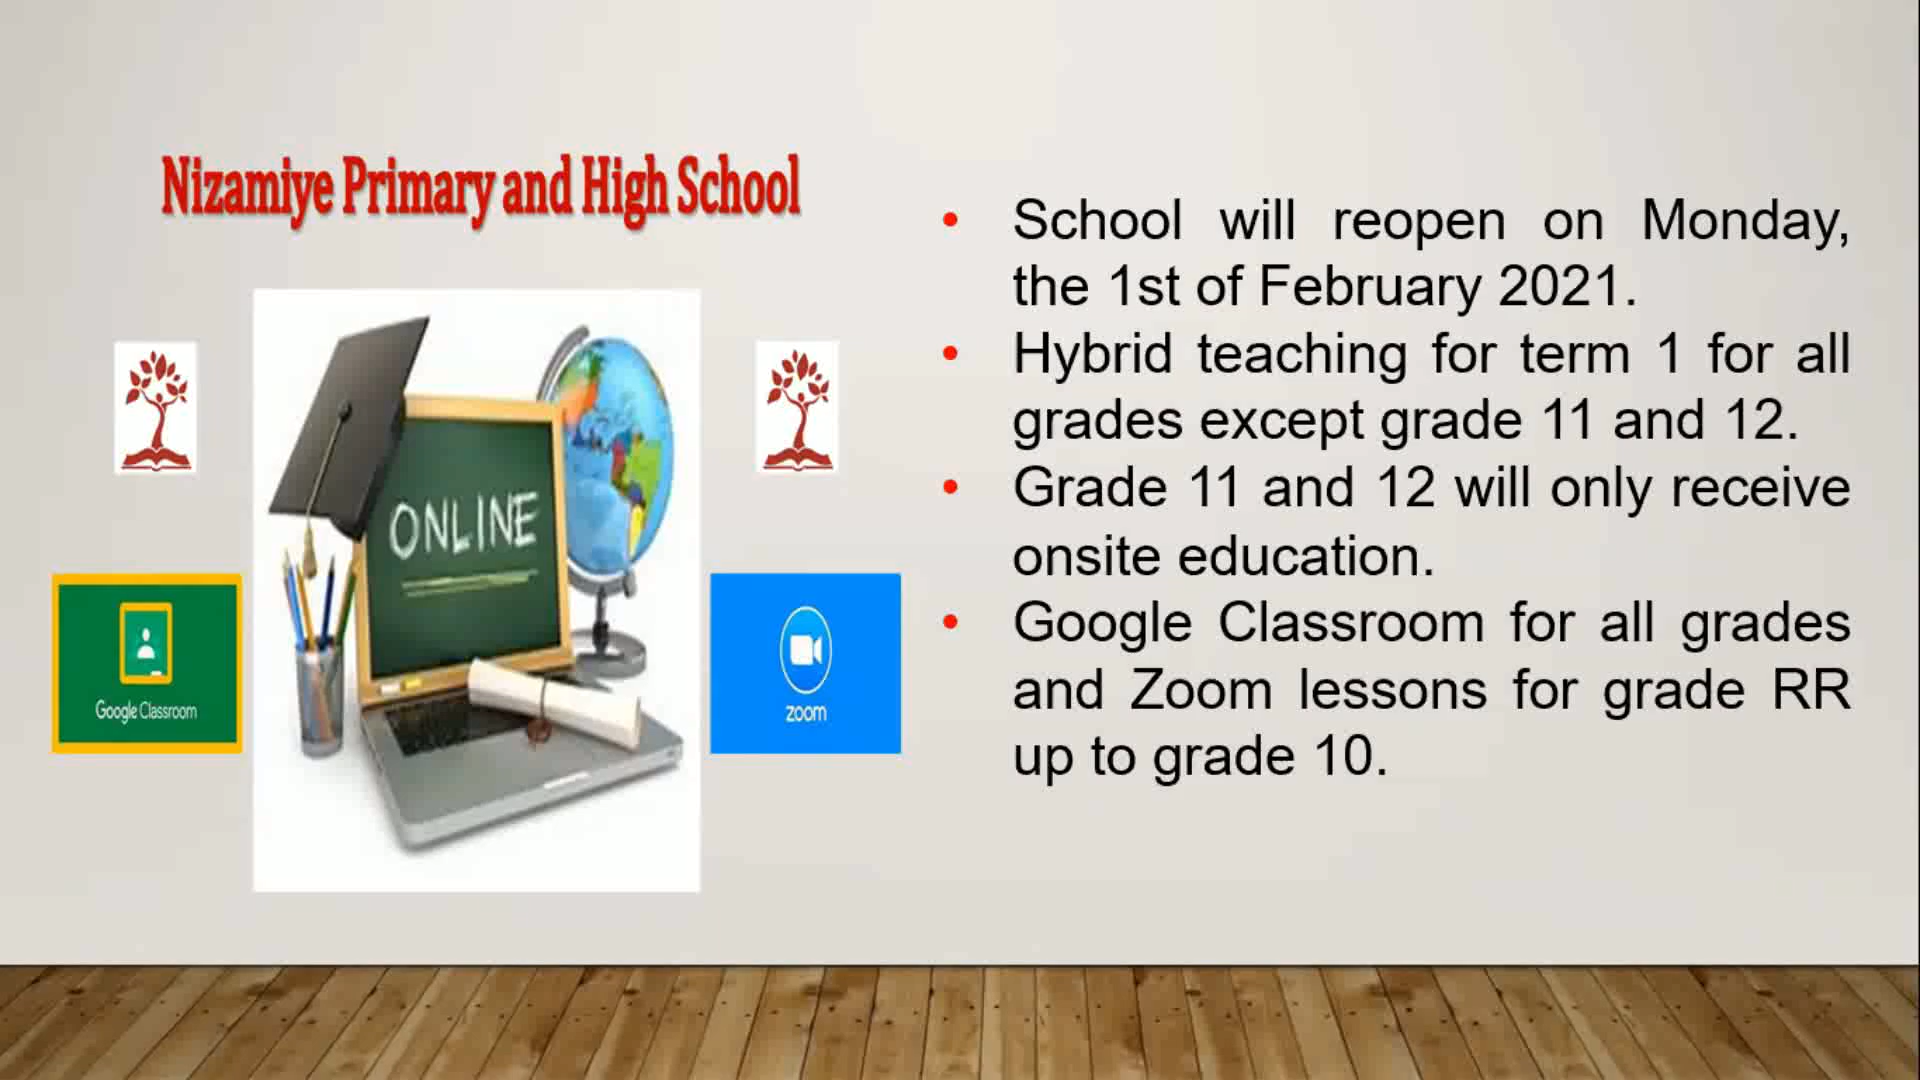 Nizamiye Primary and High School
ONLINE
Google Classroom
zoom
• School will reopen on Monday,
the 1st of February 2021.
• Hybrid teaching for term 1 for all
grades except grade 11 and 12.
• Grade 11 and 12 will only receive
onsite education.
• Google Classroom for all grades
and Zoom lessons for grade RR
up to grade 10.